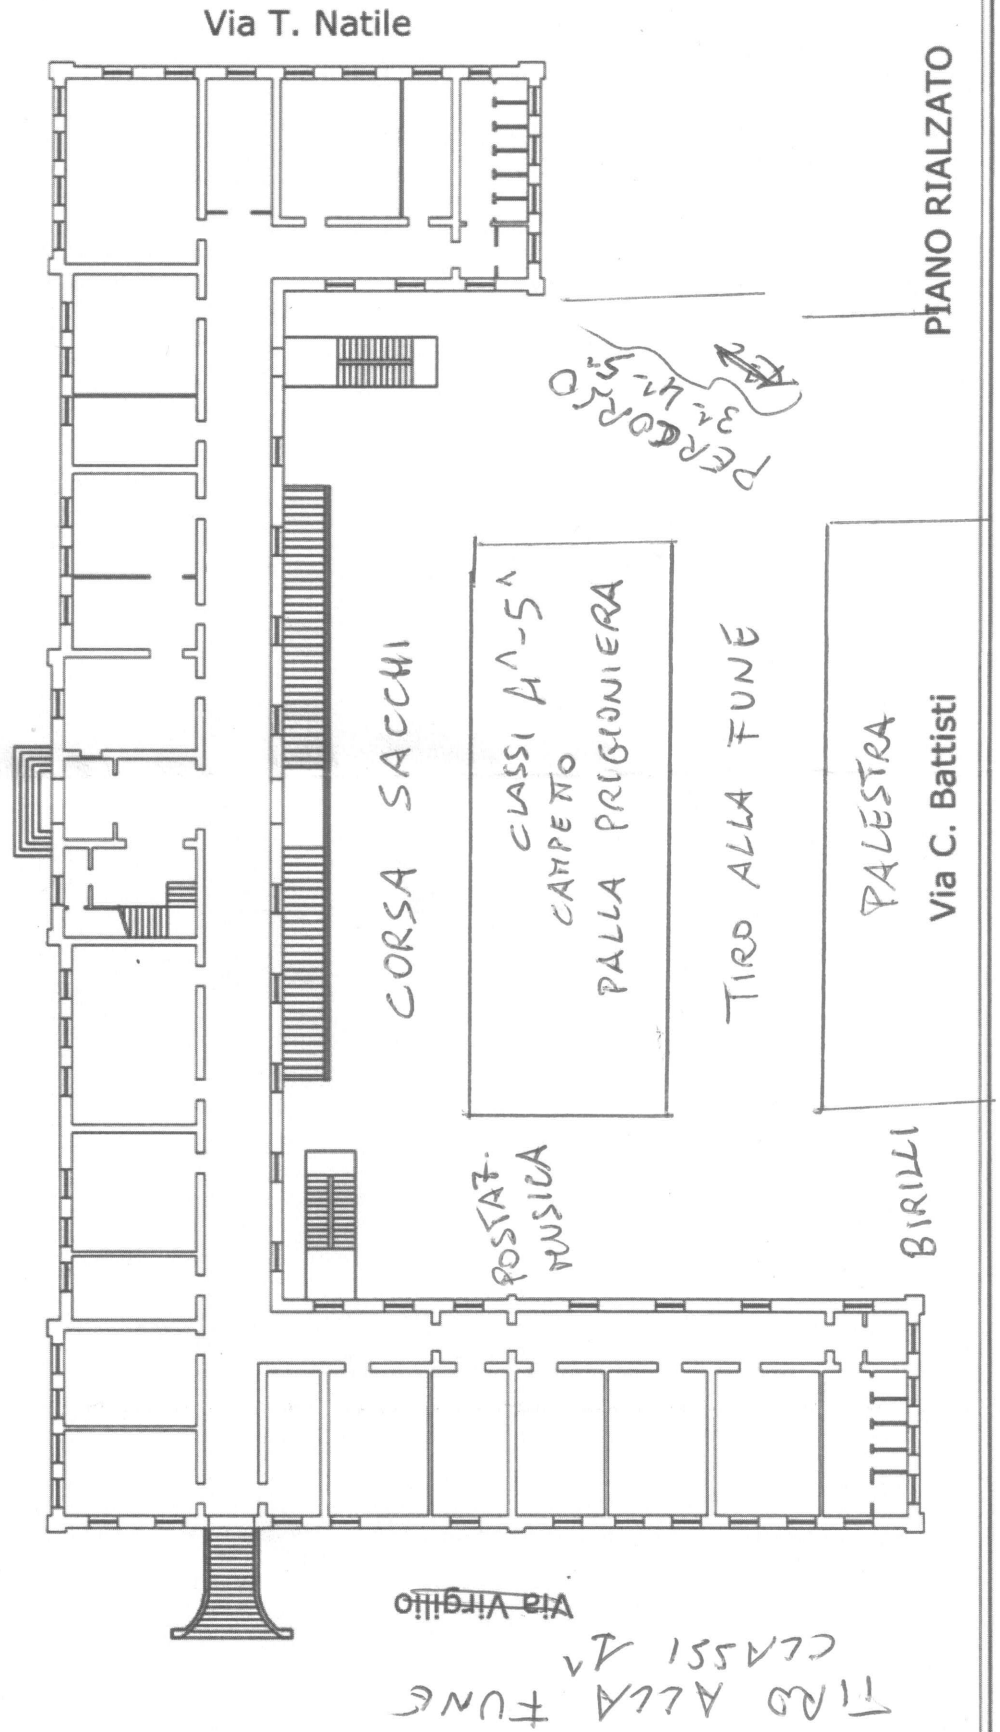 Via T. Natile
PIANO RIALZATO
PERCORSO
3^-4^-5^
CORSA SACCHI
CLASSI 4^-5^
CAMPETTO
PALLA PRIGIONIERA
TIRO ALLA FUNE
PALESTRA
Via C. Battisti
POSTAZ.
MUSICA
BIRILLI
Via Virgilio
TIRO ALLA FUNE
CLASSI 1^